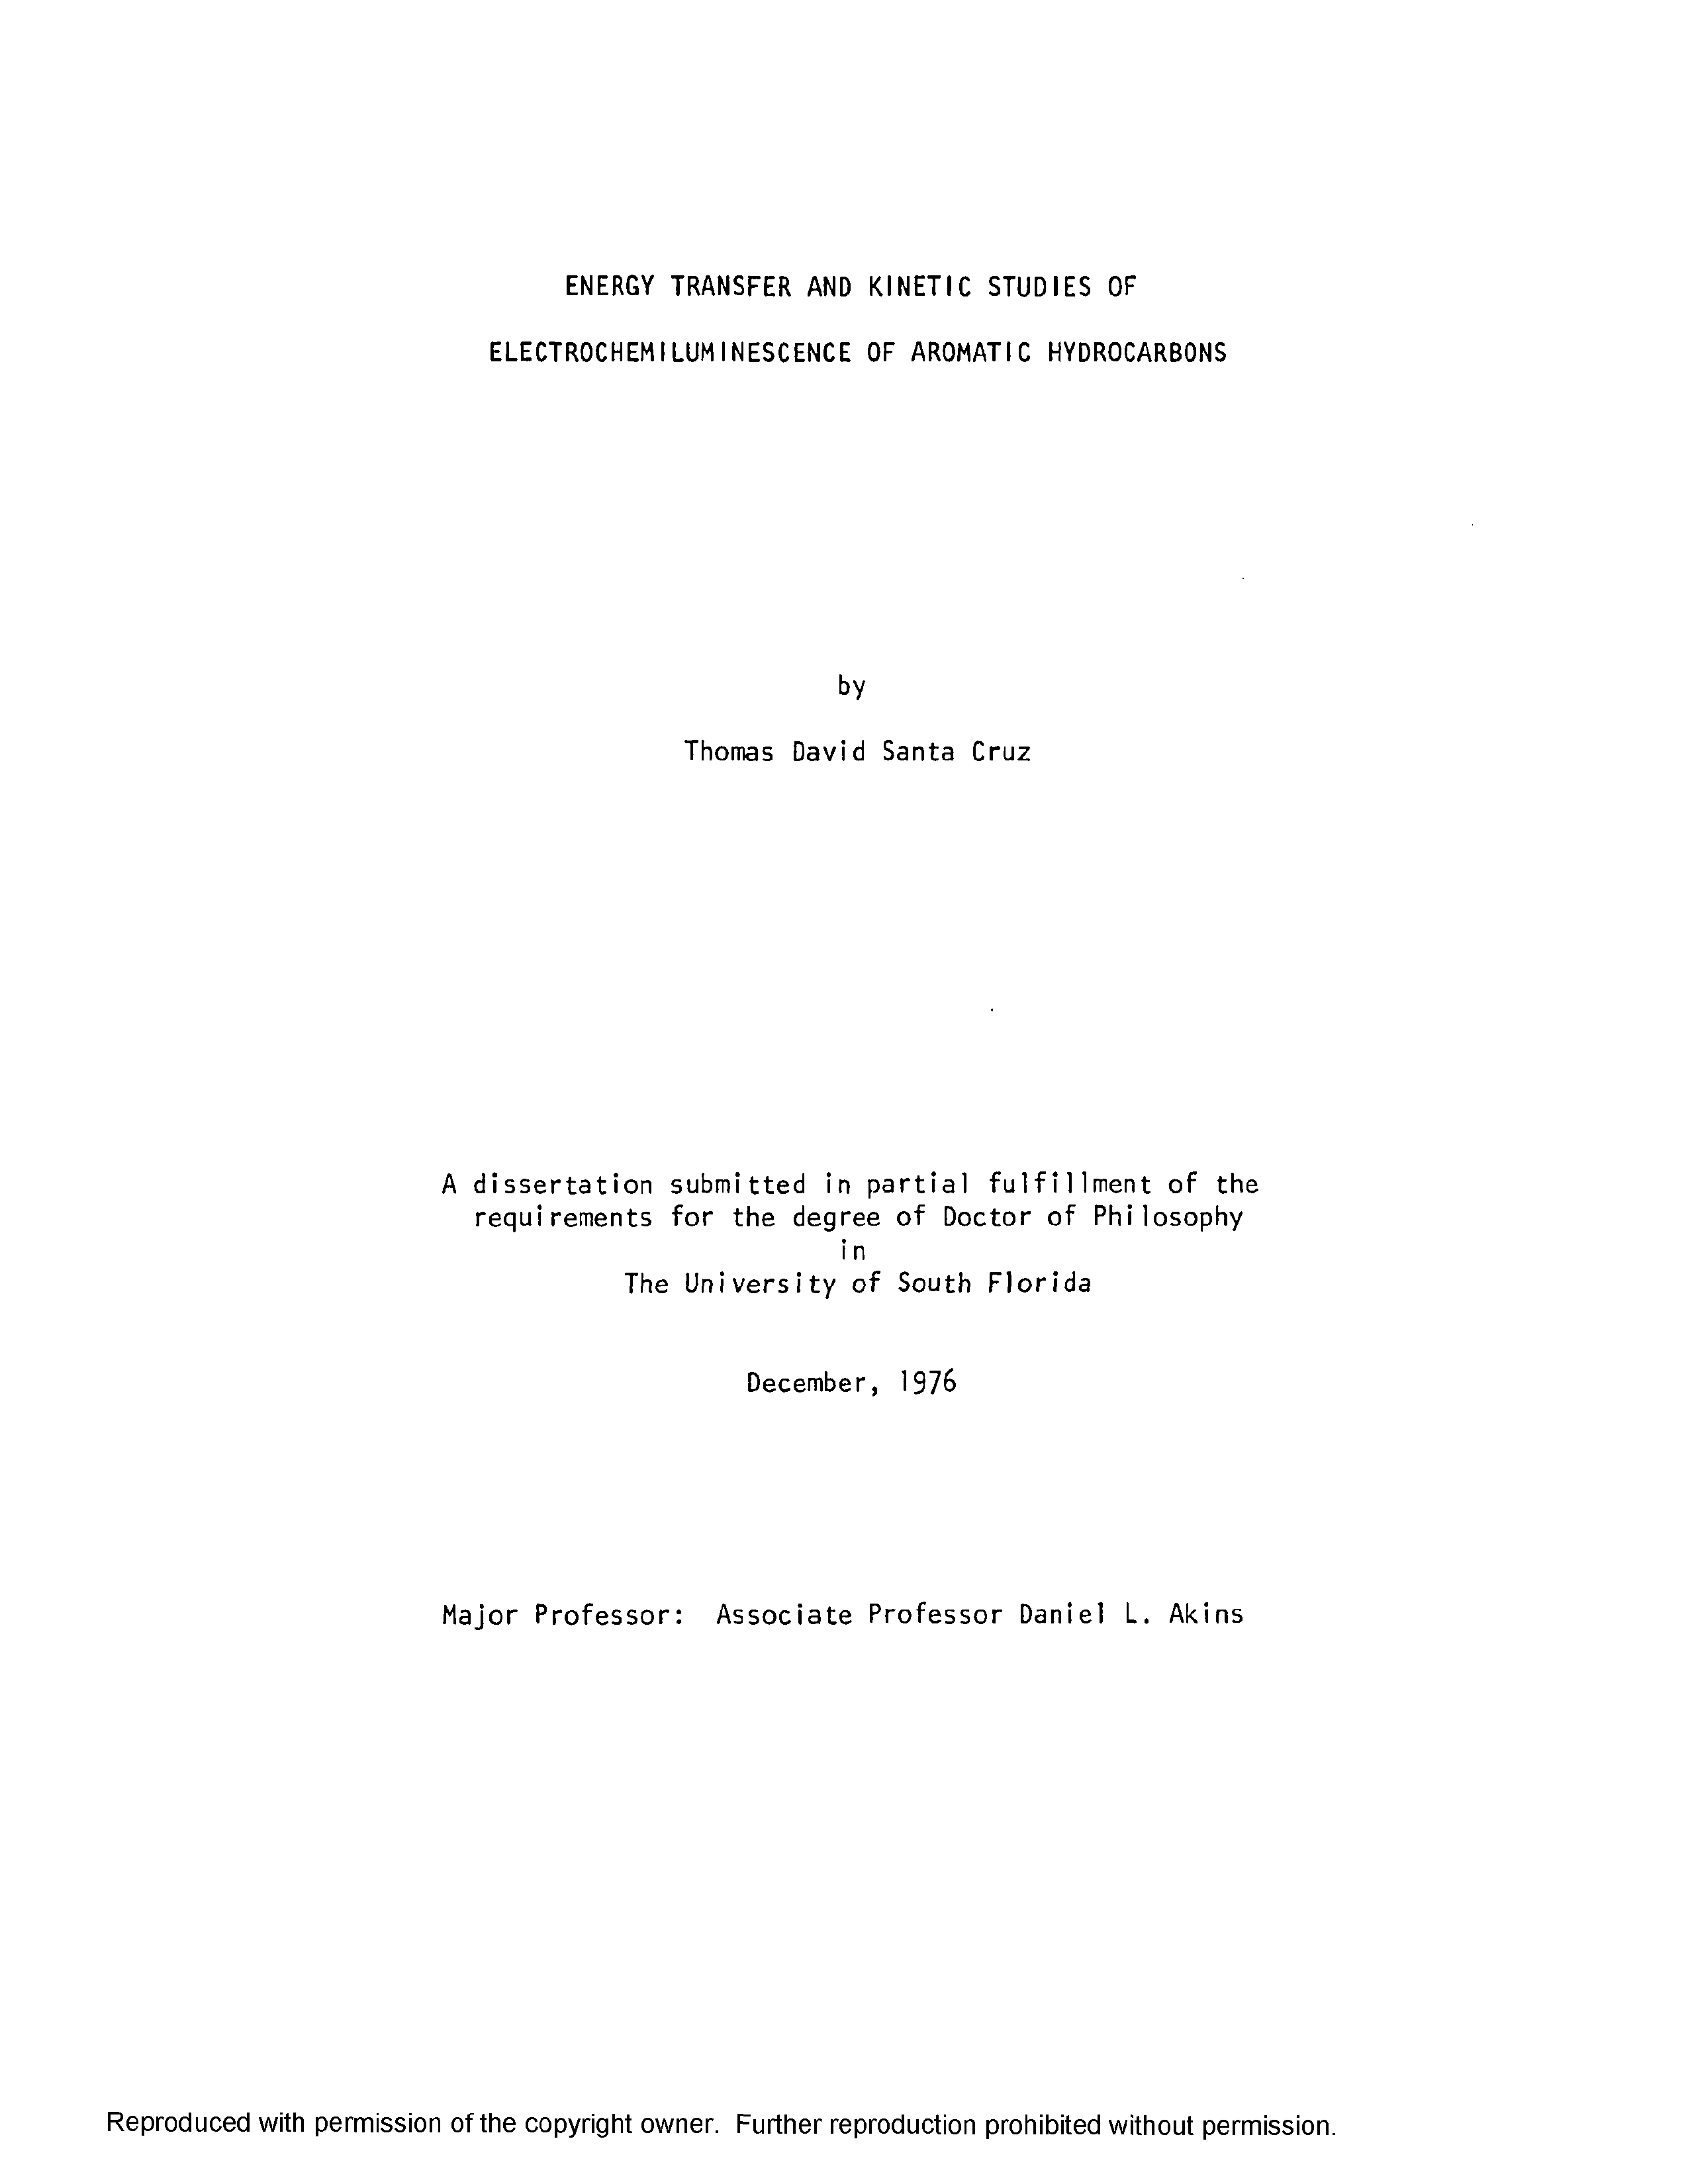 ENERGY TRANSFER AND KINETIC STUDIES OF
ELECTROCHEMILUMINESCENCE OF AROMATIC HYDROCARBONS
by
Thomas David Santa Cruz
A dissertation submitted in partial fulfillment of the
requirements for the degree of Doctor of Philosophy
in
The University of South Florida
December, 1976
Major Professor: Associate Professor Daniel L. Akins
Reproduced with permission of the copyright owner. Further reproduction prohibited without permission.